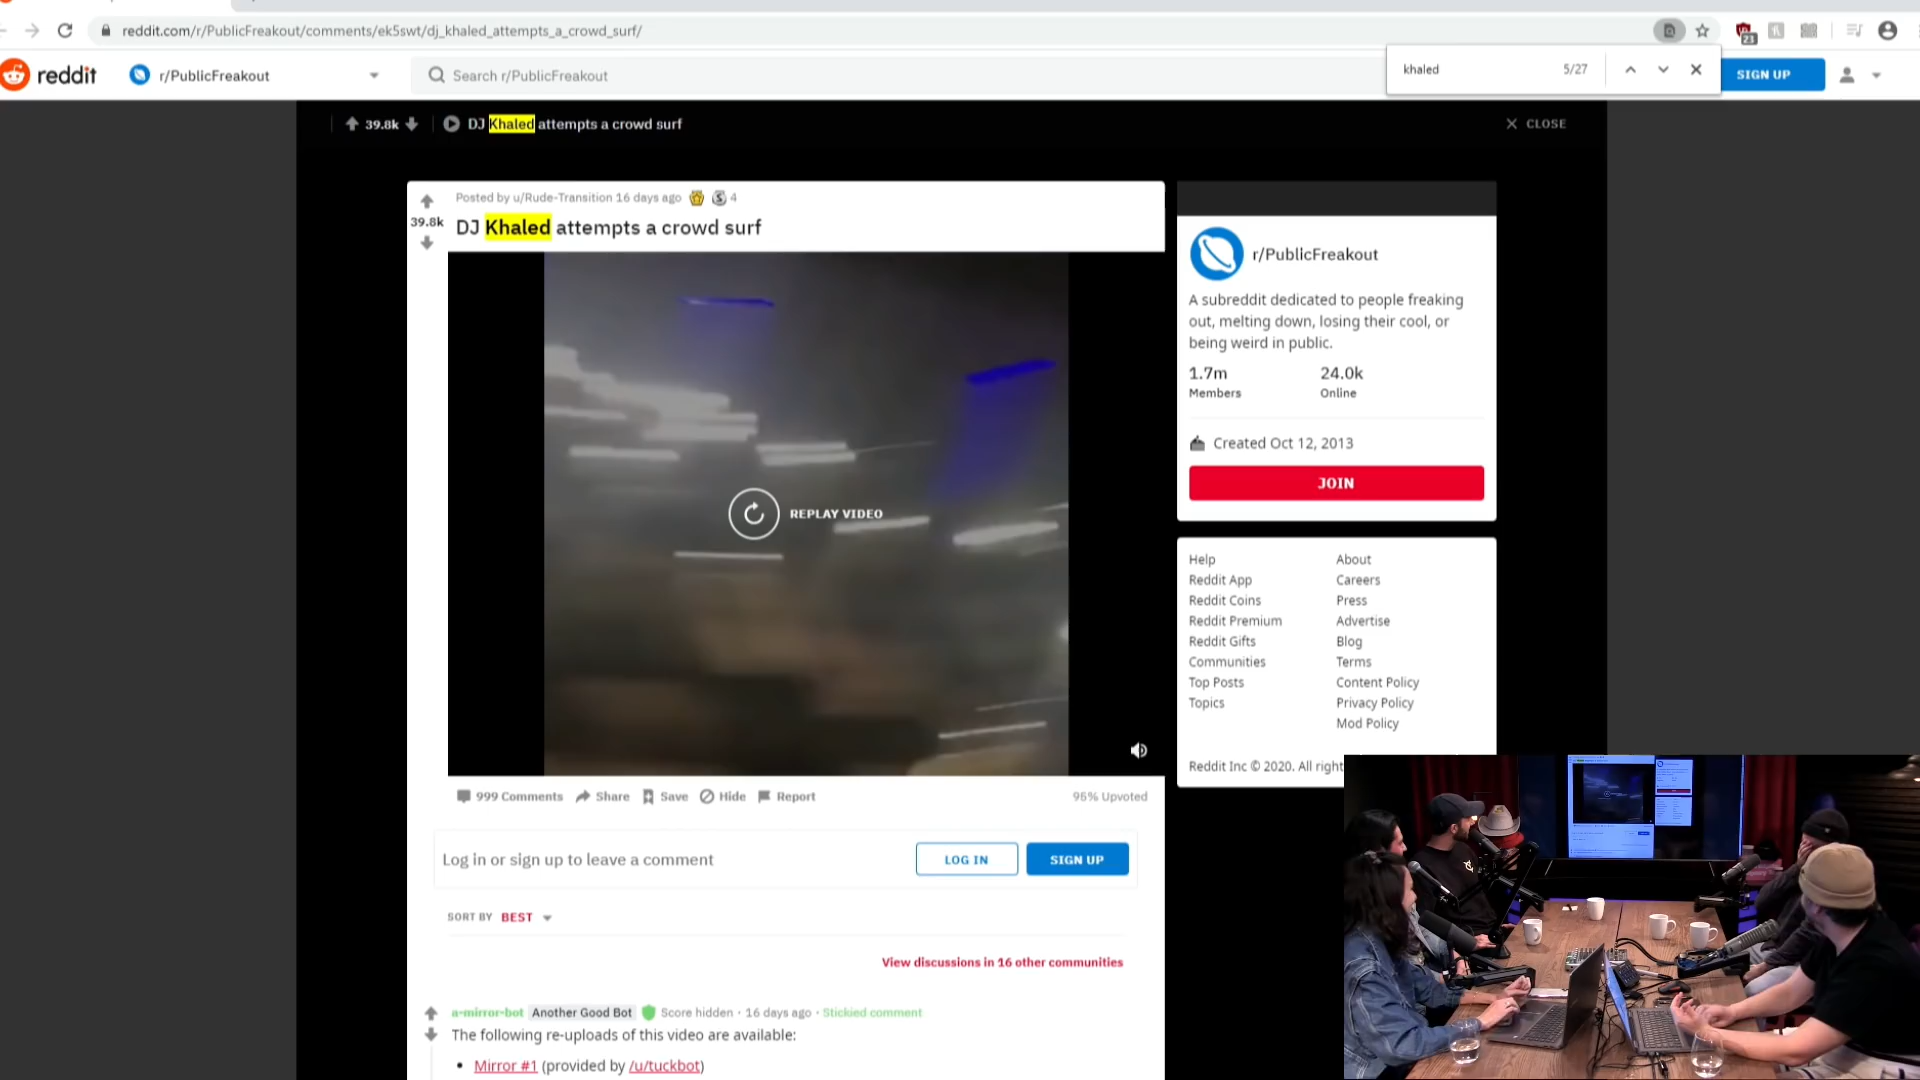 reddit.com/r/PublicFreakout/comments/ek5swt/dj_khaled_attempts_a_crowd_surf/
23
khaled 5/27
reddit r/PublicFreakout
Search r/PublicFreakout
SIGN UP
39.8k DJ Khaled attempts a crowd surf
CLOSE
Posted by u/Rude-Transition 16 days ago S 4
39.8k
DJ Khaled attempts a crowd surf
REPLAY VIDEO
999 Comments Share Save Hide Report 95% Upvoted
Log in or sign up to leave a comment
LOG IN SIGN UP
SORT BY BEST
View discussions in 16 other communities
a-mirror-bot Another Good Bot Score hidden · 16 days ago · Stickied comment
The following re-uploads of this video are available:
• Mirror #1 (provided by /u/tuckbot)
r/PublicFreakout
A subreddit dedicated to people freaking
out, melting down, losing their cool, or
being weird in public.
1.7m 24.0k
Members Online
Created Oct 12, 2013
JOIN
Help About
Reddit App Careers
Reddit Coins Press
Reddit Premium Advertise
Reddit Gifts Blog
Communities Terms
Top Posts Content Policy
Topics Privacy Policy
Mod Policy
Reddit Inc © 2020. All right